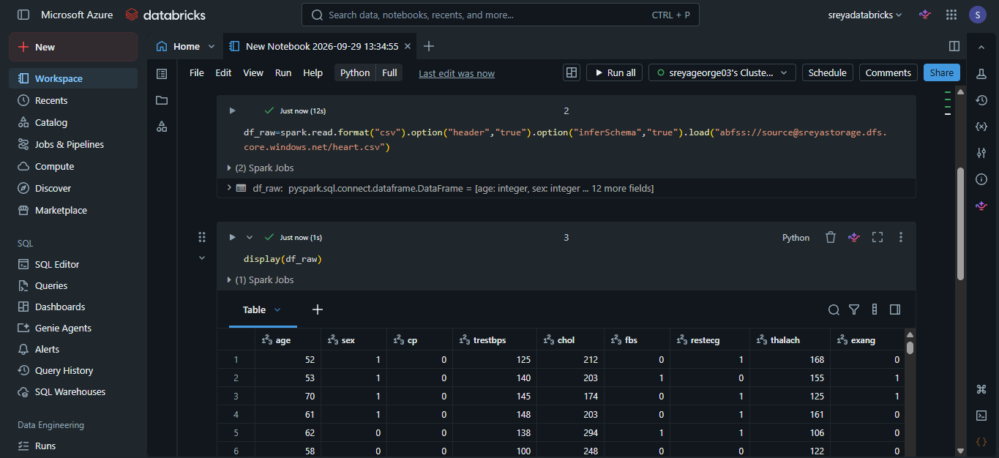 Microsoft Azure databricks Search data, notebooks, recents, and more... CTRL + P sreyadatabricks S
New
Workspace
Recents
Catalog
Jobs & Pipelines
Compute
Discover
Marketplace
SQL
SQL Editor
Queries
Dashboards
Genie Agents
Alerts
Query History
SQL Warehouses
Data Engineering
Runs
Home New Notebook 2026-09-29 13:34:55
File Edit View Run Help Python Full Last edit was now Run all sreyageorge03's Cluste... Schedule Comments Share
Just now (12s) 2
df_raw=spark.read.format("csv").option("header","true").option("inferSchema","true").load("abfss://source@sreyastorage.dfs.
core.windows.net/heart.csv")
(2) Spark Jobs
df_raw: pyspark.sql.connect.dataframe.DataFrame = [age: integer, sex: integer ... 12 more fields]
Just now (1s) 3 Python
display(df_raw)
(1) Spark Jobs
Table
123 age 123 sex 123 cp 123 trestbps 123 chol 123 fbs 123 restecg 123 thalach 123 exang
1 52 1 0 125 212 0 1 168 0
2 53 1 0 140 203 1 0 155 1
3 70 1 0 145 174 0 1 125 1
4 61 1 0 148 203 0 1 161 0
5 62 0 0 138 294 1 1 106 0
6 58 0 0 100 248 0 0 122 0